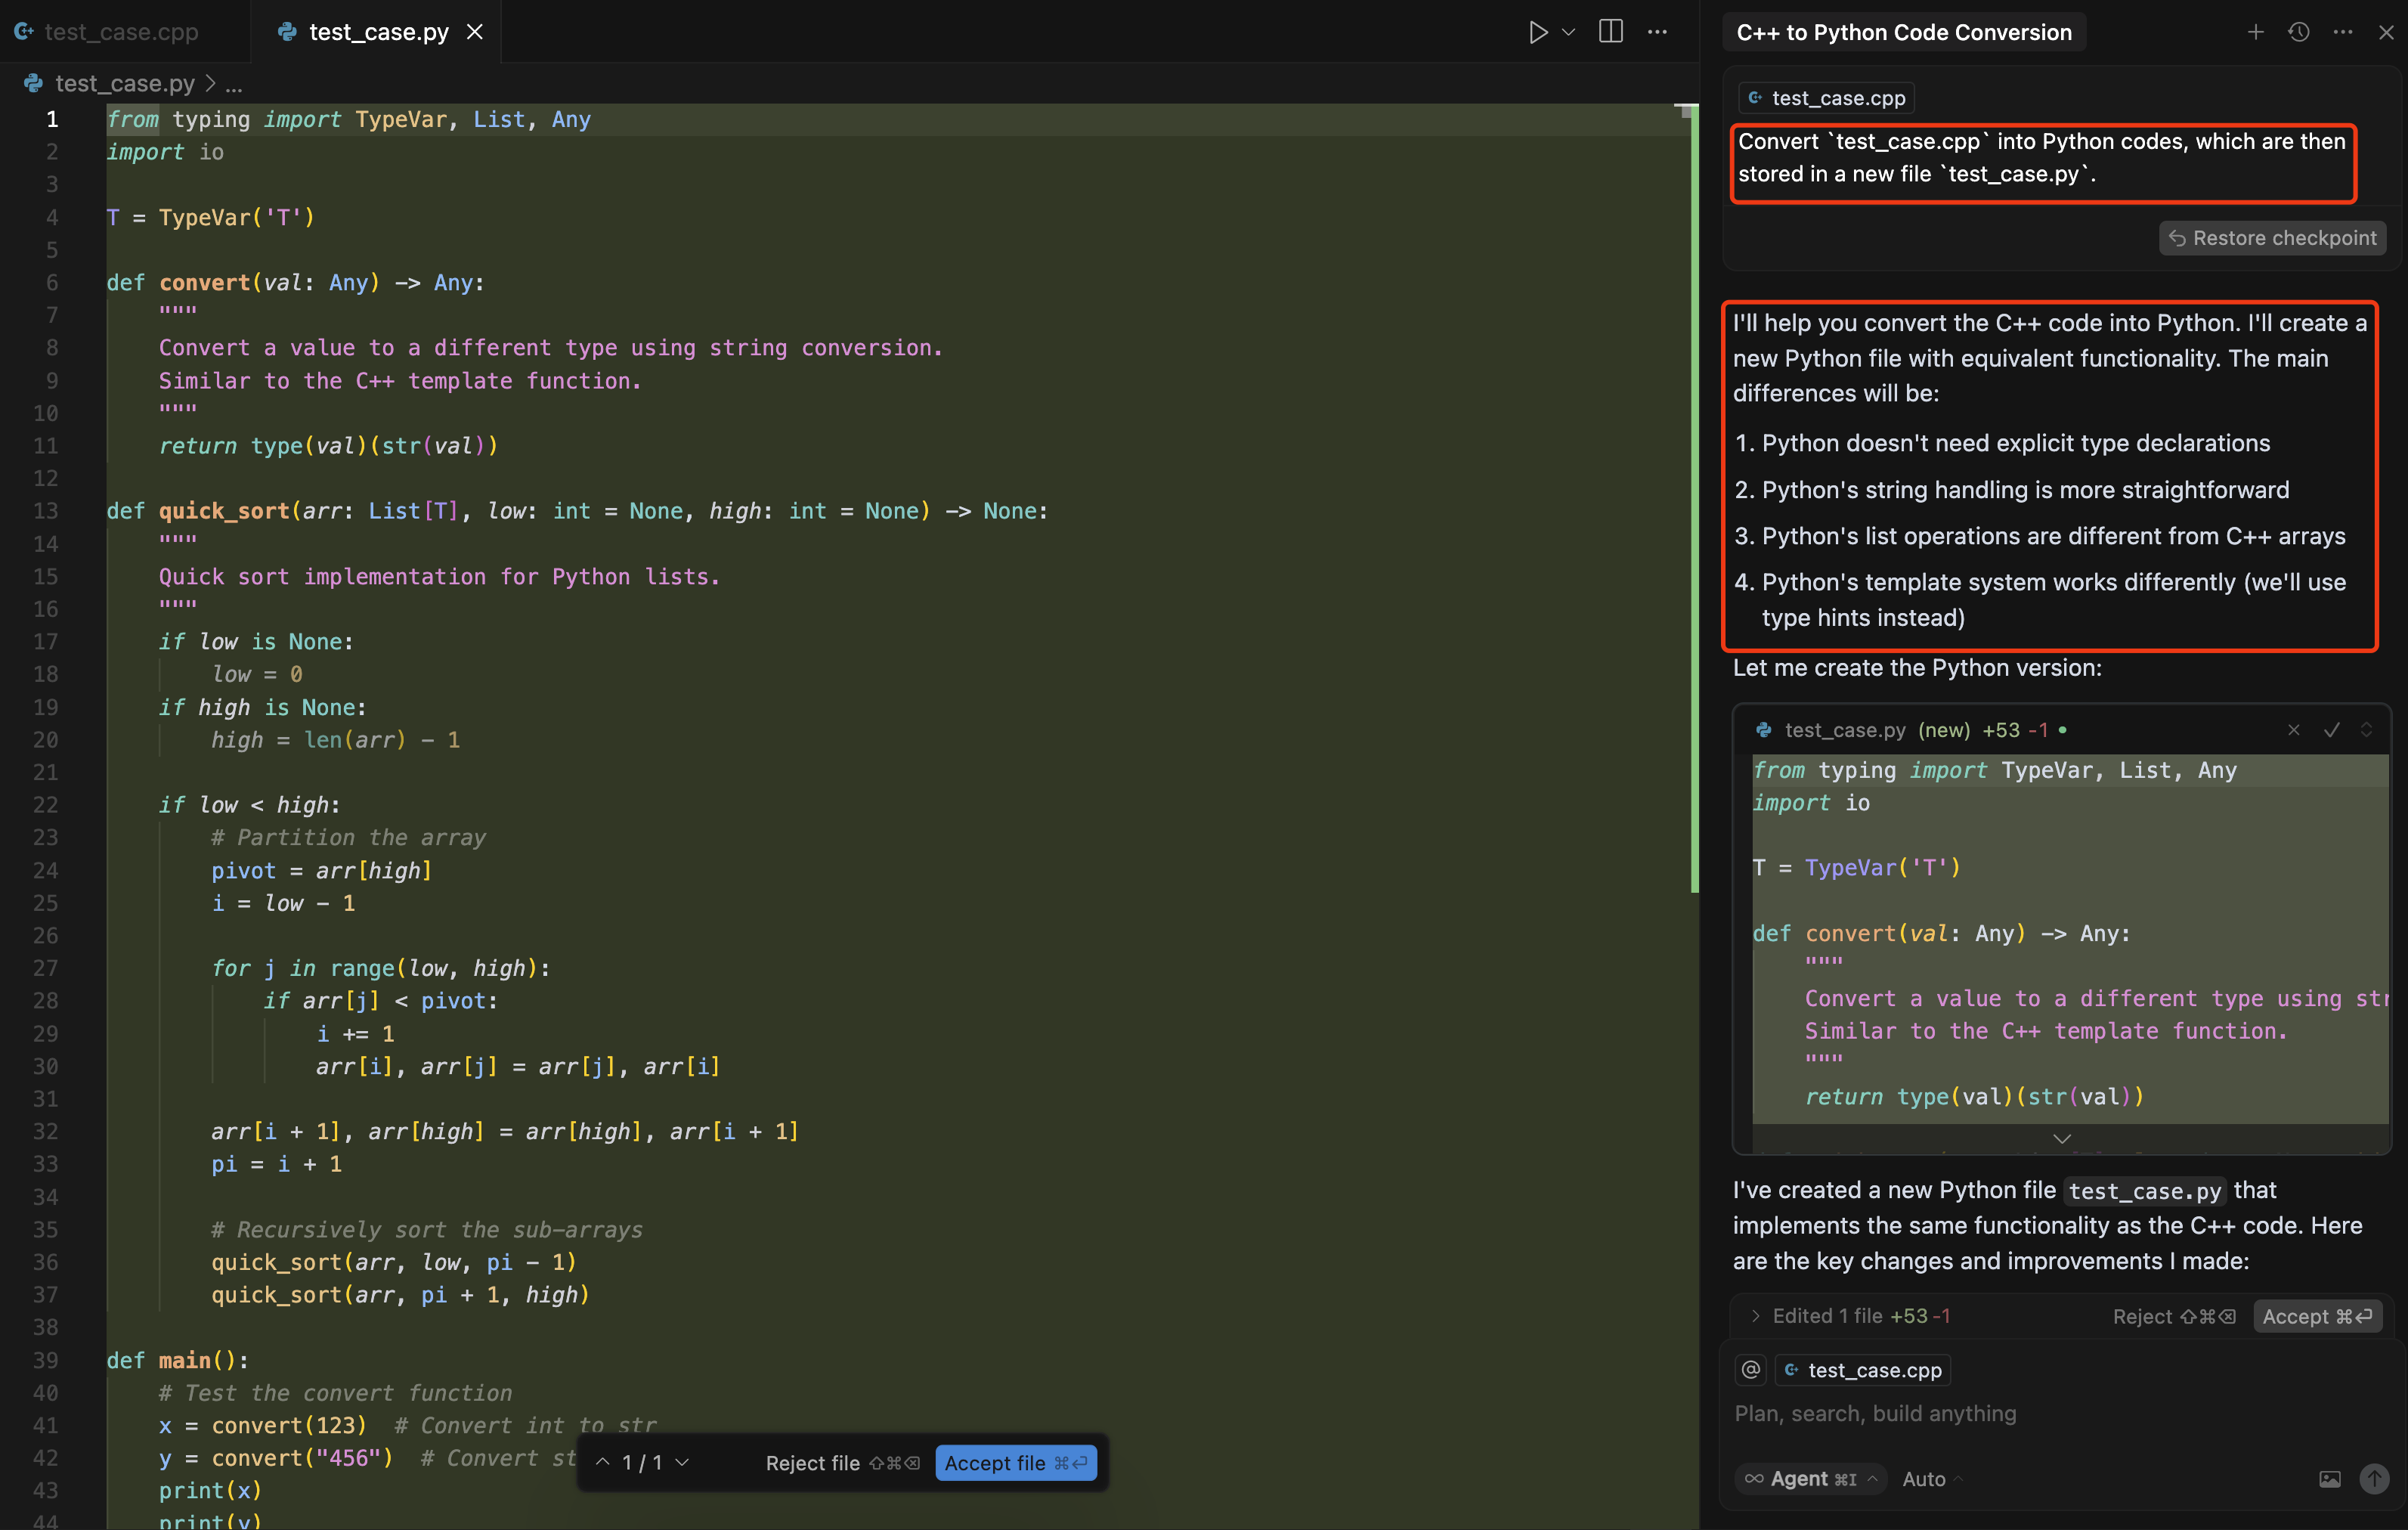 test_case.cpp
test_case.py
test_case.py > ...
1 from typing import TypeVar, List, Any
2 import io
3
4 T = TypeVar('T')
5
6 def convert(val: Any) -> Any:
7     """
8     Convert a value to a different type using string conversion.
9     Similar to the C++ template function.
10     """
11     return type(val)(str(val))
12
13 def quick_sort(arr: List[T], low: int = None, high: int = None) -> None:
14     """
15     Quick sort implementation for Python lists.
16     """
17     if low is None:
18         low = 0
19     if high is None:
20         high = len(arr) - 1
21
22     if low < high:
23         # Partition the array
24         pivot = arr[high]
25         i = low - 1
26
27         for j in range(low, high):
28             if arr[j] < pivot:
29                 i += 1
30                 arr[i], arr[j] = arr[j], arr[i]
31
32         arr[i + 1], arr[high] = arr[high], arr[i + 1]
33         pi = i + 1
34
35         # Recursively sort the sub-arrays
36         quick_sort(arr, low, pi - 1)
37         quick_sort(arr, pi + 1, high)
38
39 def main():
40     # Test the convert function
41     x = convert(123)  # Convert int to str
42     y = convert("456")  # Convert st
43     print(x)
44     print(y)
1 / 1
Reject file ⇧⌘⌫
Accept file ⌘⏎
C++ to Python Code Conversion
test_case.cpp
Convert `test_case.cpp` into Python codes, which are then
stored in a new file `test_case.py`.
Restore checkpoint
I'll help you convert the C++ code into Python. I'll create a
new Python file with equivalent functionality. The main
differences will be:
1. Python doesn't need explicit type declarations
2. Python's string handling is more straightforward
3. Python's list operations are different from C++ arrays
4. Python's template system works differently (we'll use
type hints instead)
Let me create the Python version:
test_case.py (new) +53 -1
from typing import TypeVar, List, Any
import io
T = TypeVar('T')
def convert(val: Any) -> Any:
    """
    Convert a value to a different type using str
    Similar to the C++ template function.
    """
    return type(val)(str(val))
I've created a new Python file test_case.py that
implements the same functionality as the C++ code. Here
are the key changes and improvements I made:
Edited 1 file +53 -1
Reject ⇧⌘⌫
Accept ⌘⏎
@ test_case.cpp
Plan, search, build anything
∞ Agent ⌘I
Auto